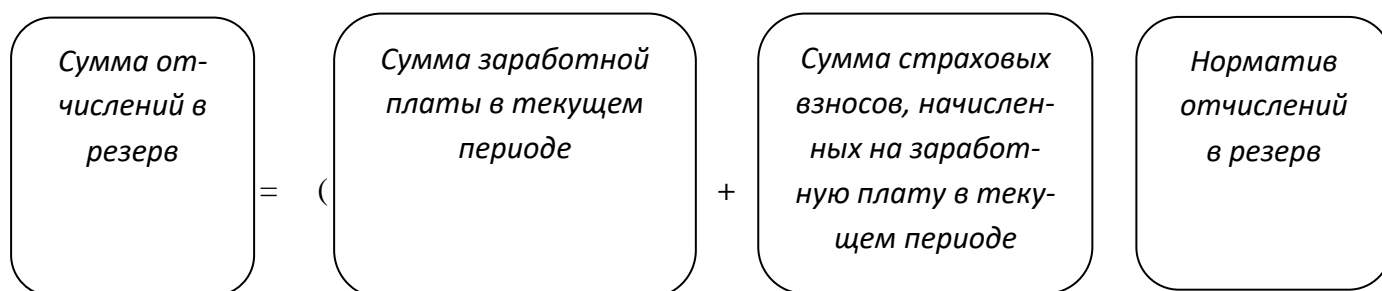 Сумма от-
числений в
резерв
=
(
Сумма заработной
платы в текущем
периоде
+
Сумма страховых
взносов, начислен-
ных на заработ-
ную плату в теку-
щем периоде
Норматив
отчислений
в резерв